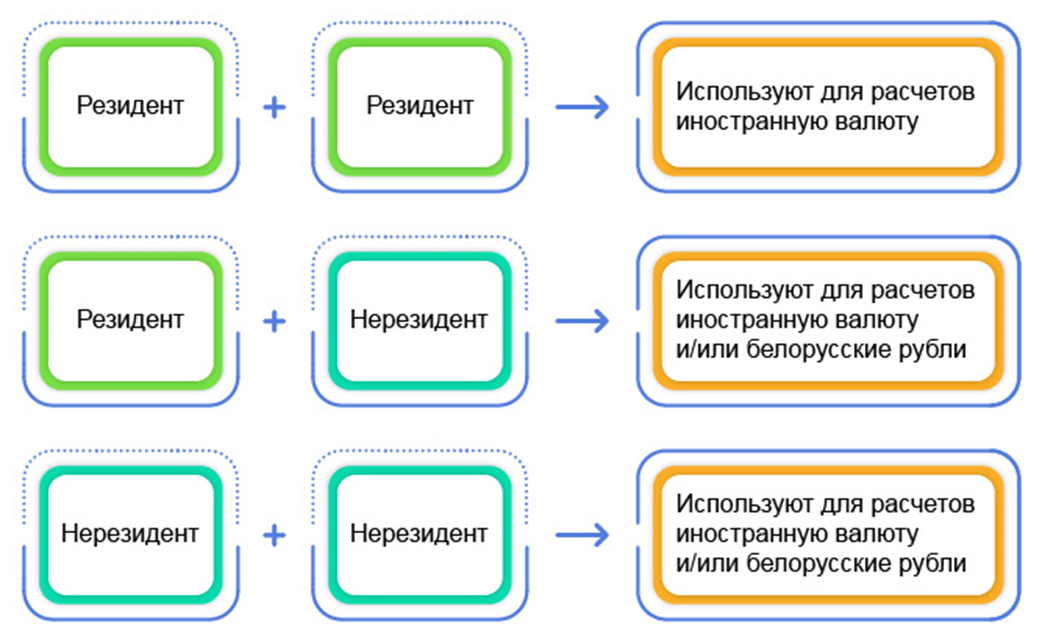 Резидент + Резидент → Используют для расчетов
иностранную валюту
Резидент + Нерезидент → Используют для расчетов
иностранную валюту
и/или белорусские рубли
Нерезидент + Нерезидент → Используют для расчетов
иностранную валюту
и/или белорусские рубли